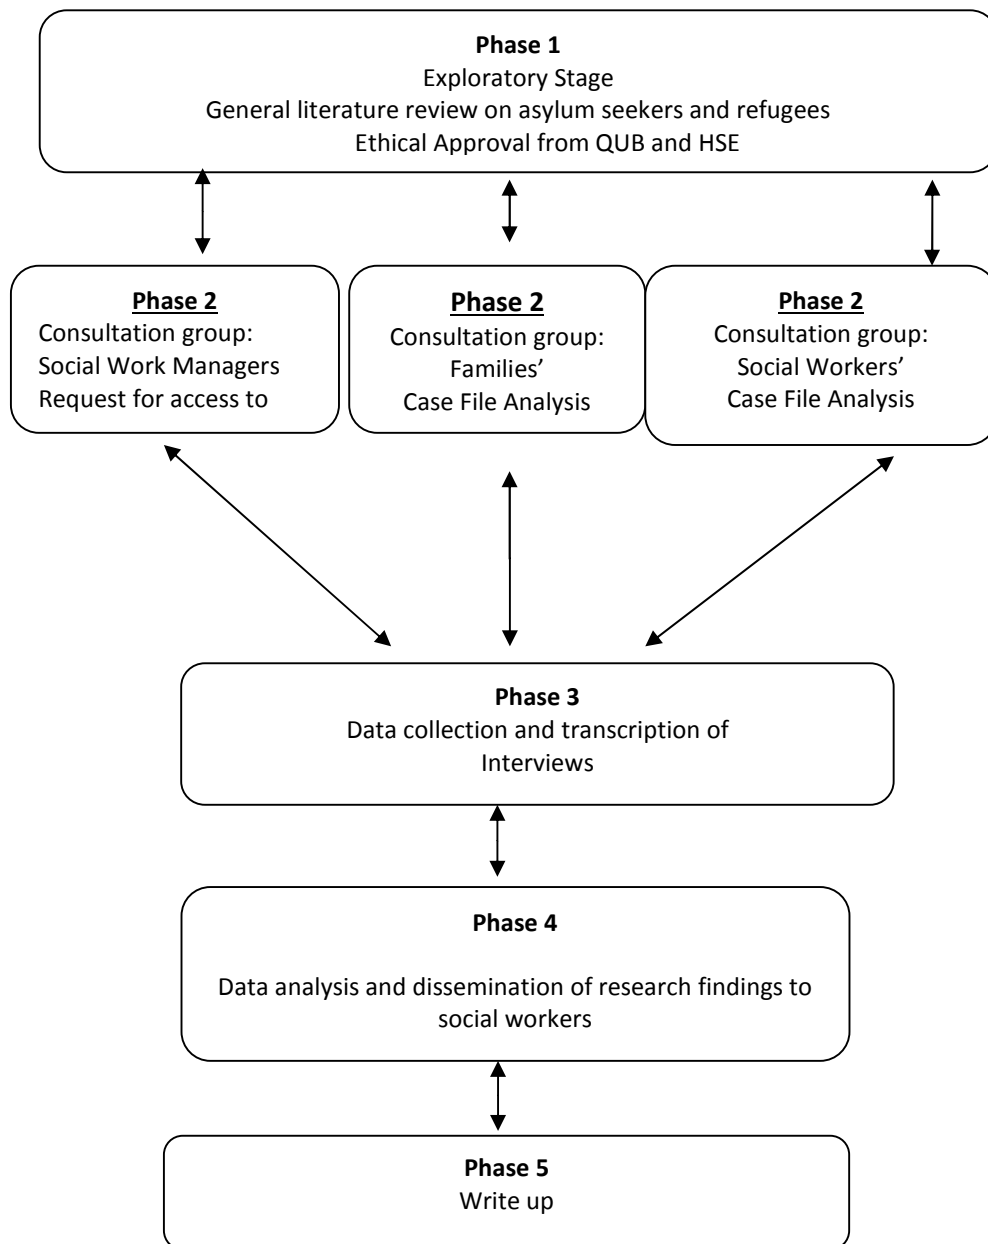 Phase 1
Exploratory Stage
General literature review on asylum seekers and refugees
Ethical Approval from QUB and HSE
Phase 2
Consultation group:
Social Work Managers
Request for access to
Phase 2
Consultation group:
Families’
Case File Analysis
Phase 2
Consultation group:
Social Workers’
Case File Analysis
Phase 3
Data collection and transcription of
Interviews
Phase 4
Data analysis and dissemination of research findings to
social workers
Phase 5
Write up